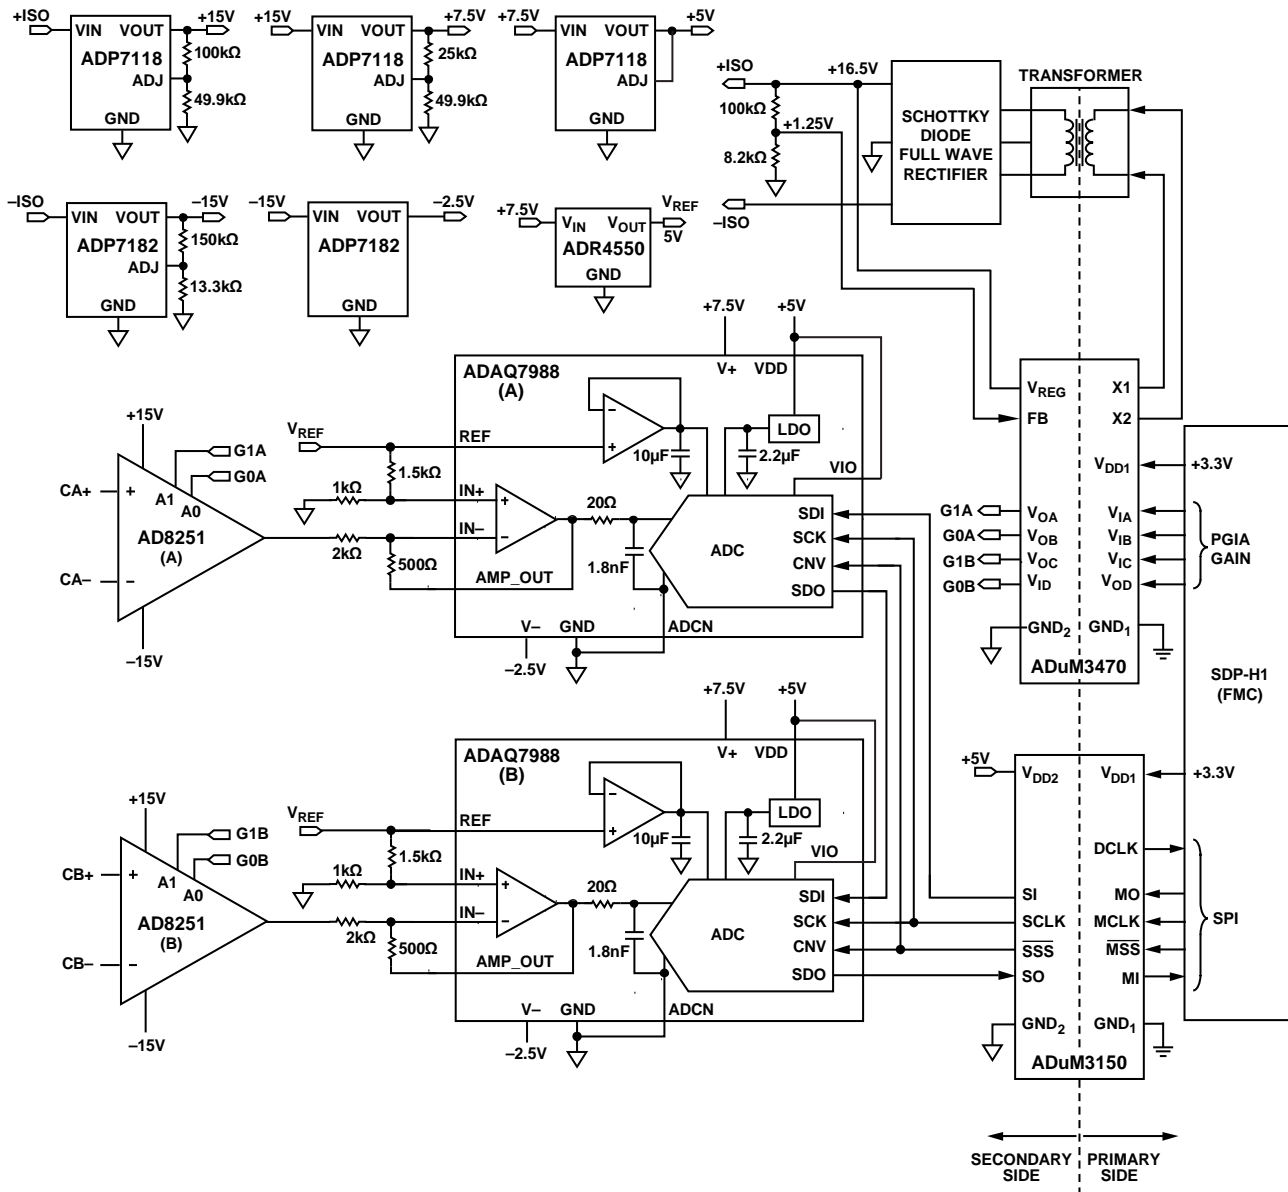 +ISO
VIN VOUT
+15V
ADP7118
100kΩ
ADJ
49.9kΩ
GND
+15V
VIN VOUT
+7.5V
ADP7118
25kΩ
ADJ
49.9kΩ
GND
+7.5V
VIN VOUT
+5V
ADP7118
ADJ
GND
+ISO
+16.5V
100kΩ
+1.25V
8.2kΩ
–ISO
SCHOTTKY
DIODE
FULL WAVE
RECTIFIER
TRANSFORMER
–ISO
VIN VOUT
–15V
ADP7182
150kΩ
ADJ
13.3kΩ
GND
–15V
VIN VOUT
–2.5V
ADP7182
GND
+7.5V
VIN VOUT
VREF
5V
ADR4550
GND
+7.5V
+5V
ADAQ7988
(A)
V+ VDD
+15V
G1A
G0A
CA+
+
A1
A0
AD8251
(A)
CA–
–
–15V
VREF
REF
1.5kΩ
1kΩ
IN+
IN–
2kΩ
500Ω
AMP_OUT
–
+
+
–
10µF
2.2µF
LDO
VIO
20Ω
1.8nF
ADC
SDI
SCK
CNV
SDO
V–
GND
ADCN
–2.5V
+7.5V
+5V
ADAQ7988
(B)
V+ VDD
+15V
G1B
G0B
CB+
+
A1
A0
AD8251
(B)
CB–
–
–15V
VREF
REF
1.5kΩ
1kΩ
IN+
IN–
2kΩ
500Ω
AMP_OUT
–
+
+
–
10µF
2.2µF
LDO
VIO
20Ω
1.8nF
ADC
SDI
SCK
CNV
SDO
V–
GND
ADCN
–2.5V
VREG X1
FB X2
VDD1
+3.3V
G1A
VOA VIA
G0A
VOB VIB
G1B
VOC VIC
G0B
VID VOD
PGIA
GAIN
GND2 GND1
ADuM3470
SDP-H1
(FMC)
+5V
VDD2 VDD1
+3.3V
DCLK
SI MO
SCLK MCLK
SSS MSS
SO MI
SPI
GND2 GND1
ADuM3150
SECONDARY
SIDE
PRIMARY
SIDE